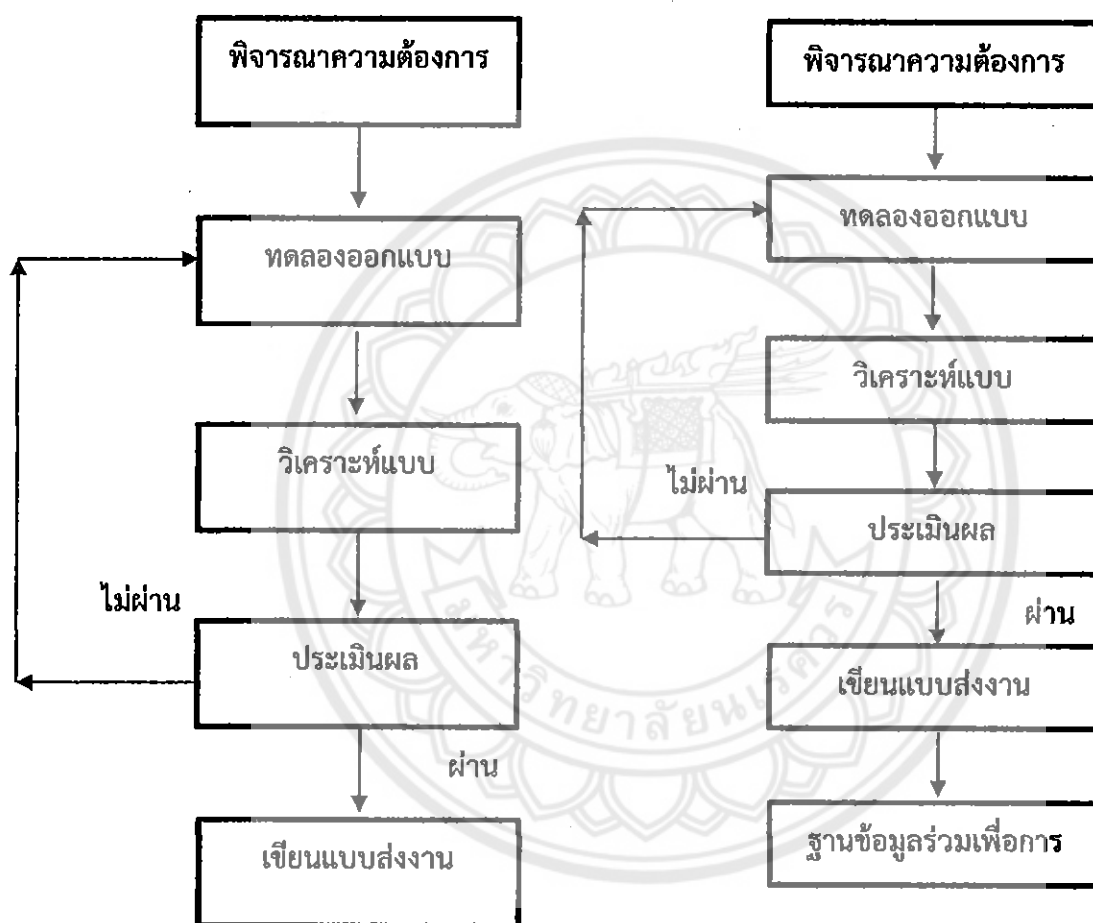 พิจารณาความต้องการ
ทดลองออกแบบ
วิเคราะห์แบบ
ไม่ผ่าน
ประเมินผล
ผ่าน
เขียนแบบส่งงาน
พิจารณาความต้องการ
ทดลองออกแบบ
วิเคราะห์แบบ
ไม่ผ่าน
ประเมินผล
ผ่าน
เขียนแบบส่งงาน
ฐานข้อมูลร่วมเพื่อการ